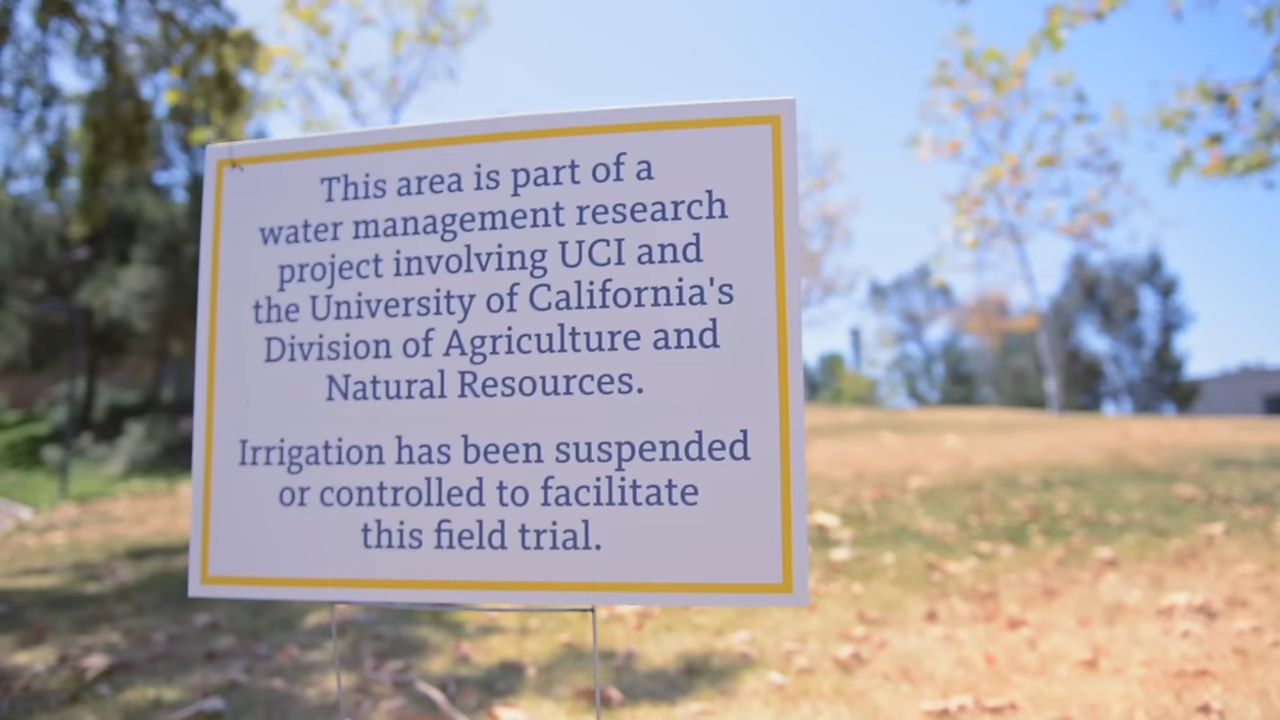 This area is part of a
water management research
project involving UCI and
the University of California's
Division of Agriculture and
Natural Resources.
Irrigation has been suspended
or controlled to facilitate
this field trial.